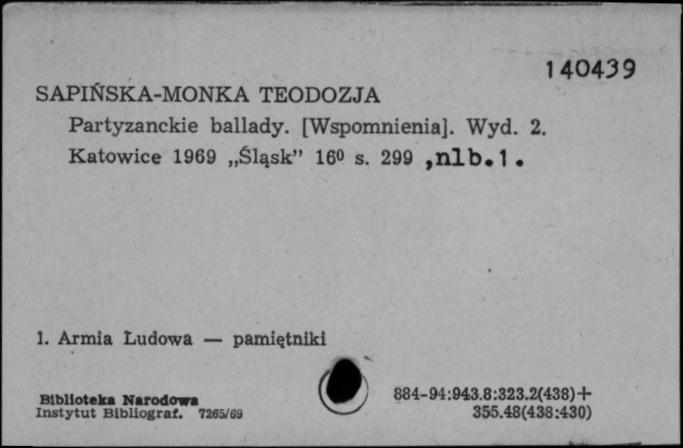 140439
SAPIŃSKA-MONKA TEODOZJA
Partyzanckie ballady. [Wspomnienia]. Wyd. 2.
Katowice 1969 „Śląsk” 16⁰ s. 299 ,nlb.1.
1. Armia Ludowa — pamiętniki
Biblioteka Narodowa
Instytut Bibliograf. 7265/69
884-94:943.8:323.2(438)+
355.48(438:430)